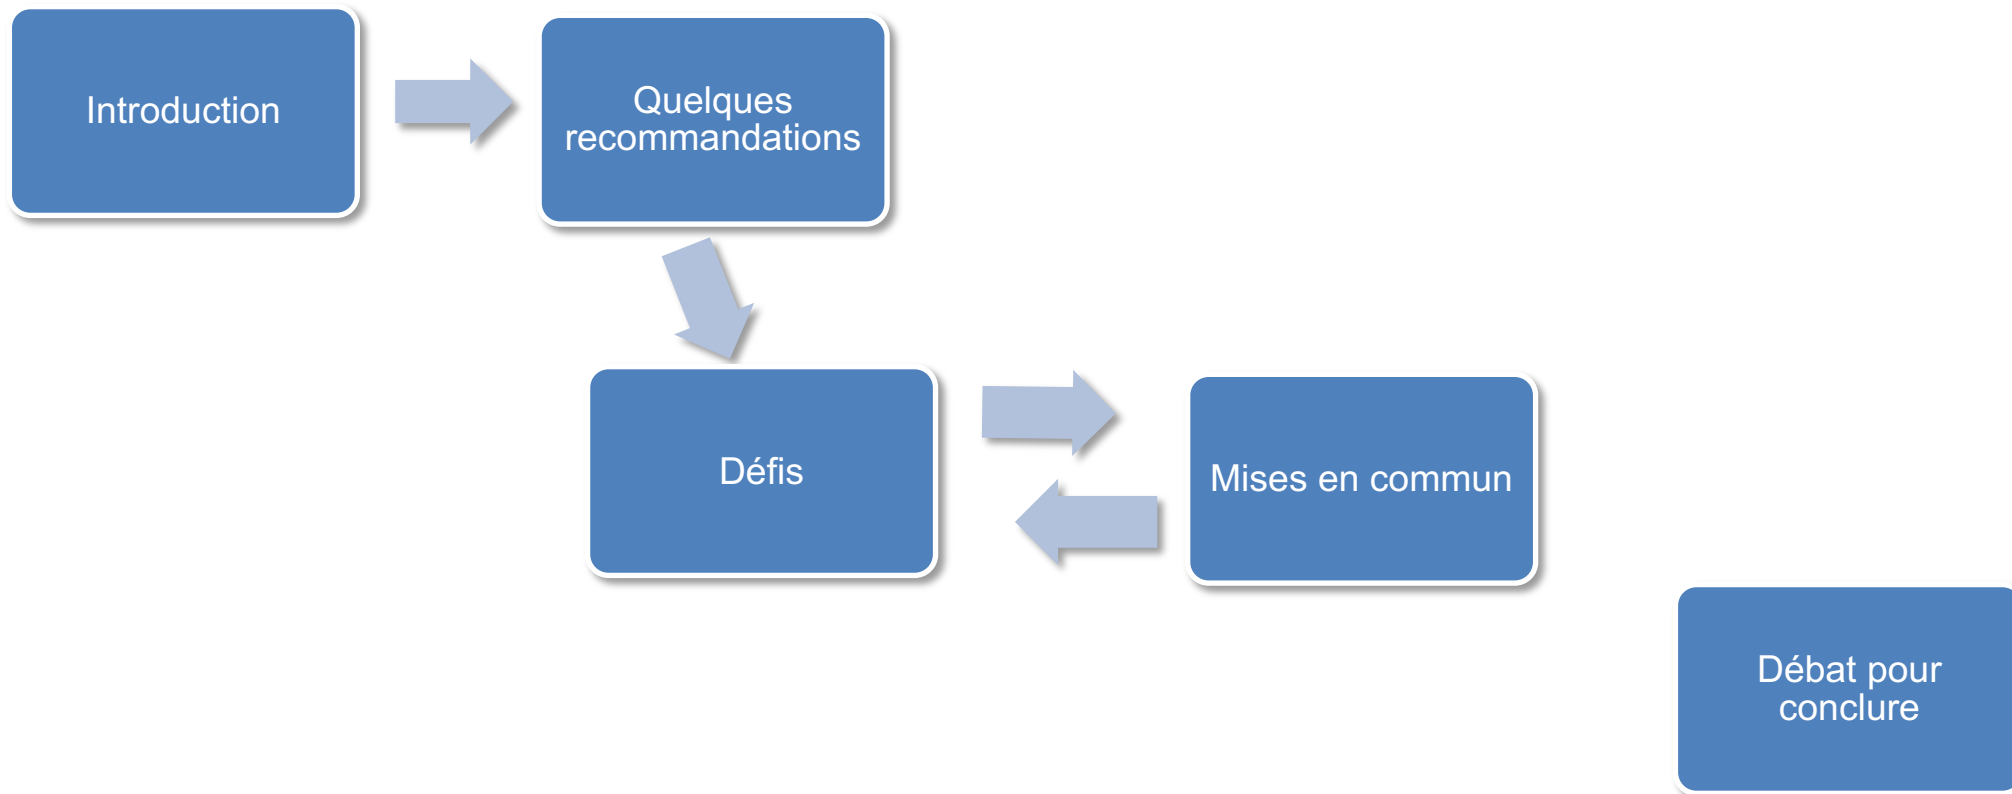 Introduction
Quelques
recommandations
Défis
Mises en commun
Débat pour
conclure